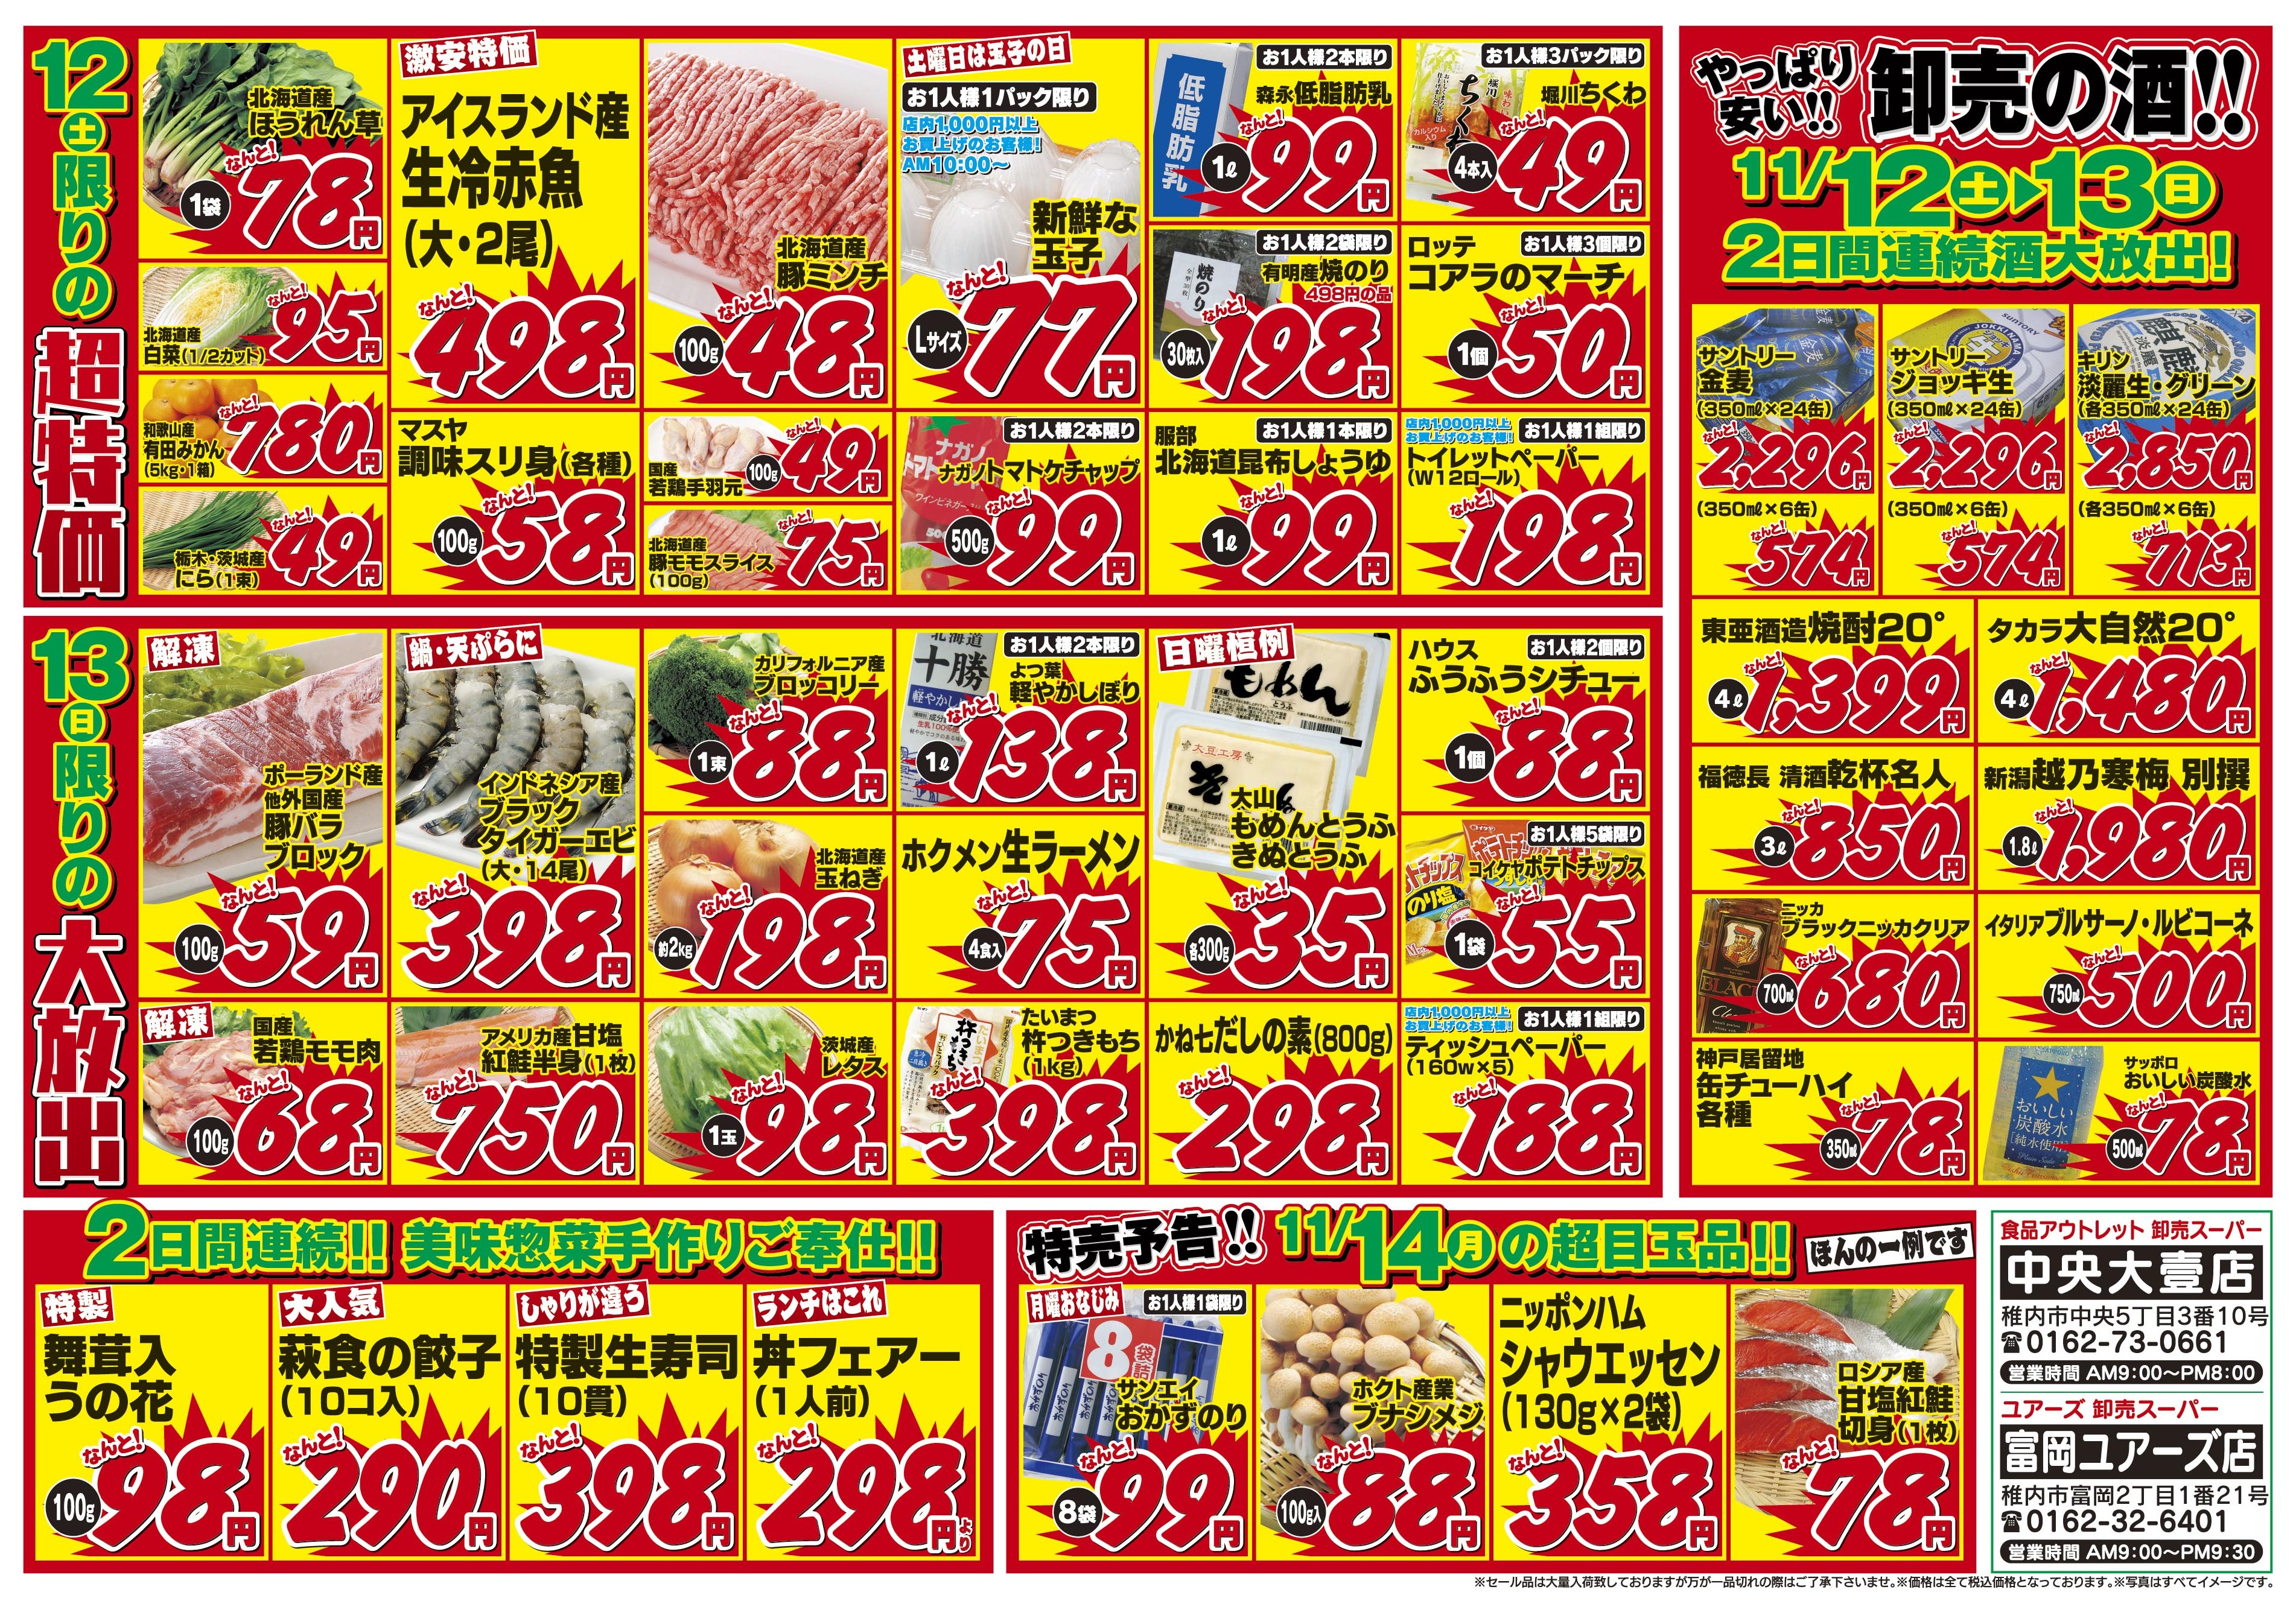 12土限りの
超特価
北海道産
ほうれん草
1袋
なんと!
78円
北海道産
白菜(1/2カット)
なんと!
95円
和歌山産
有田みかん
(5kg・1箱)
なんと!
780円
栃木・茨城産
にら(1束)
なんと!
49円
激安特価
アイスランド産
生冷赤魚
(大・2尾)
なんと!
498円
マスヤ
調味スリ身(各種)
100g
なんと!
58円
北海道産
豚ミンチ
100g
なんと!
48円
国産
若鶏手羽元
100g
なんと!
49円
北海道産
豚モモスライス
(100g)
なんと!
75円
土曜日は玉子の日
お1人様1パック限り
店内1,000円以上
お買上げのお客様!
AM10:00〜
新鮮な
玉子
Lサイズ
なんと!
77円
お1人様2本限り
ナガノトマトケチャップ
500g
なんと!
99円
お1人様2本限り
森永低脂肪乳
低脂肪乳
1ℓ
なんと!
99円
お1人様2袋限り
有明産焼のり
498円の品
焼のり
30枚入
なんと!
198円
服部
お1人様1本限り
北海道昆布しょうゆ
1ℓ
なんと!
99円
お1人様3パック限り
堀川ちくわ
4本入
なんと!
49円
ロッテ
お1人様3個限り
コアラのマーチ
1個
なんと!
50円
店内1,000円以上
お買上げのお客様!
お1人様1組限り
トイレットペーパー
(W12ロール)
なんと!
198円
13日限りの
大放出
解凍
ポーランド産
他外国産
豚バラ
ブロック
100g
なんと!
59円
解凍
国産
若鶏モモ肉
100g
なんと!
68円
鍋・天ぷらに
インドネシア産
ブラック
タイガーエビ
(大・14尾)
なんと!
398円
アメリカ産甘塩
紅鮭半身(1枚)
なんと!
750円
カリフォルニア産
ブロッコリー
1束
なんと!
88円
北海道産
玉ねぎ
約2kg
なんと!
198円
茨城産
レタス
1玉
なんと!
98円
お1人様2本限り
よつ葉
軽やかしぼり
北海道
十勝
軽やかしぼり
1ℓ
なんと!
138円
ホクメン生ラーメン
4食入
なんと!
75円
たいまつ
杵つきもち
(1kg)
杵つきもち
なんと!
398円
日曜恒例
もめん
とうふ
大豆工房
大山
もめんとうふ
きぬとうふ
各300g
なんと!
35円
かね七だしの素(800g)
なんと!
298円
ハウス
お1人様2個限り
ふうふうシチュー
1個
なんと!
88円
お1人様5袋限り
コイケヤポテトチップス
のり塩
1袋
なんと!
55円
店内1,000円以上
お買上げのお客様!
お1人様1組限り
ティッシュペーパー
(160w×5)
なんと!
188円
やっぱり
安い!!
卸売の酒!!
11/12土▶13日
2日間連続酒大放出!
サントリー
金麦
(350㎖×24缶)
なんと!
2,296円
(350㎖×6缶)
なんと!
574円
サントリー
ジョッキ生
(350㎖×24缶)
なんと!
2,296円
(350㎖×6缶)
なんと!
574円
キリン
淡麗生・グリーン
(各350㎖×24缶)
なんと!
2,850円
(各350㎖×6缶)
なんと!
713円
東亜酒造焼酎20°
4ℓ
なんと!
1,399円
タカラ大自然20°
4ℓ
なんと!
1,480円
福徳長 清酒乾杯名人
3ℓ
なんと!
850円
新潟越乃寒梅 別撰
1.8ℓ
なんと!
1,980円
ニッカ
ブラックニッカクリア
700㎖
なんと!
680円
イタリアブルサーノ・ルビコーネ
750㎖
なんと!
500円
神戸居留地
缶チューハイ
各種
350㎖
なんと!
78円
サッポロ
おいしい炭酸水
おいしい
炭酸水
[純水使用]
500㎖
なんと!
78円
2日間連続!! 美味惣菜手作りご奉仕!!
特製
舞茸入
うの花
100g
なんと!
98円
大人気
萩食の餃子
(10コ入)
なんと!
290円
しゃりが違う
特製生寿司
(10貫)
なんと!
398円
ランチはこれ
丼フェアー
(1人前)
なんと!
298円より
特売予告!! 11/14月の超目玉品!!
ほんの一例です
月曜おなじみ
お1人様1袋限り
8袋詰
サンエイ
おかずのり
8袋
なんと!
99円
ホクト産業
ブナシメジ
100g入
なんと!
88円
ニッポンハム
シャウエッセン
(130g×2袋)
なんと!
358円
ロシア産
甘塩紅鮭
切身(1枚)
なんと!
78円
食品アウトレット 卸売スーパー
中央大壹店
稚内市中央5丁目3番10号
☎0162-73-0661
営業時間 AM9:00〜PM8:00
ユアーズ 卸売スーパー
富岡ユアーズ店
稚内市富岡2丁目1番21号
☎0162-32-6401
営業時間 AM9:00〜PM9:30
※セール品は大量入荷致しておりますが万が一品切れの際はご了承下さいませ。※価格は全て税込価格となっております。※写真はすべてイメージです。